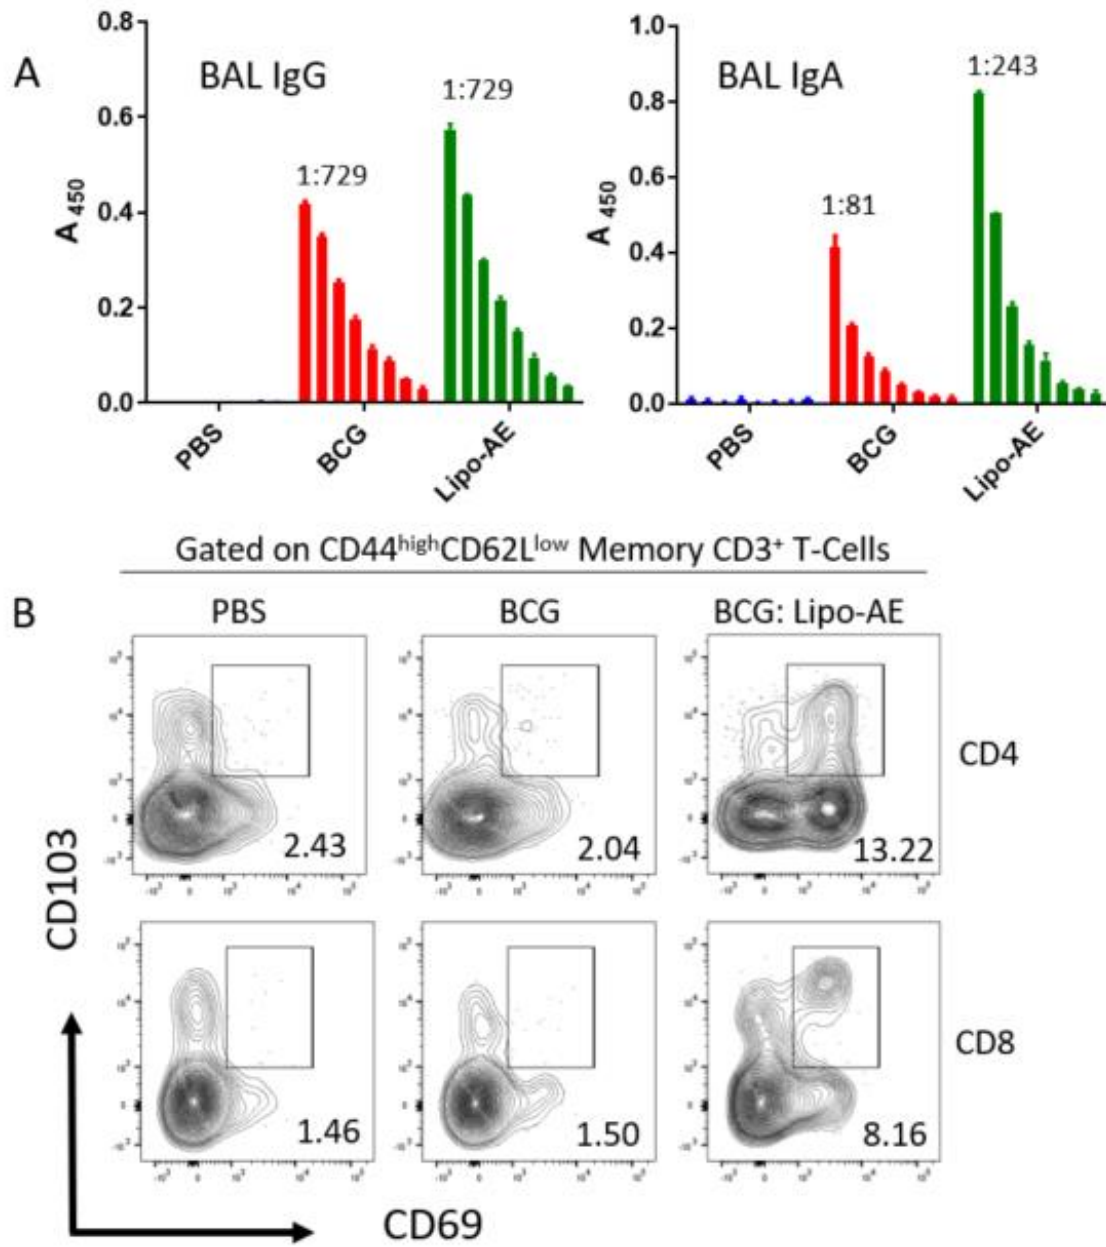 A
BAL IgG
A 450
0.8
0.6
0.4
0.2
0.0
1:729
1:729
PBS
BCG
Lipo-AE
BAL IgA
A 450
1.0
0.8
0.6
0.4
0.2
0.0
1:81
1:243
PBS
BCG
Lipo-AE
Gated on CD44highCD62Llow Memory CD3+ T-Cells
B
PBS
BCG
BCG: Lipo-AE
2.43
2.04
13.22
CD4
1.46
1.50
8.16
CD8
CD103
CD69